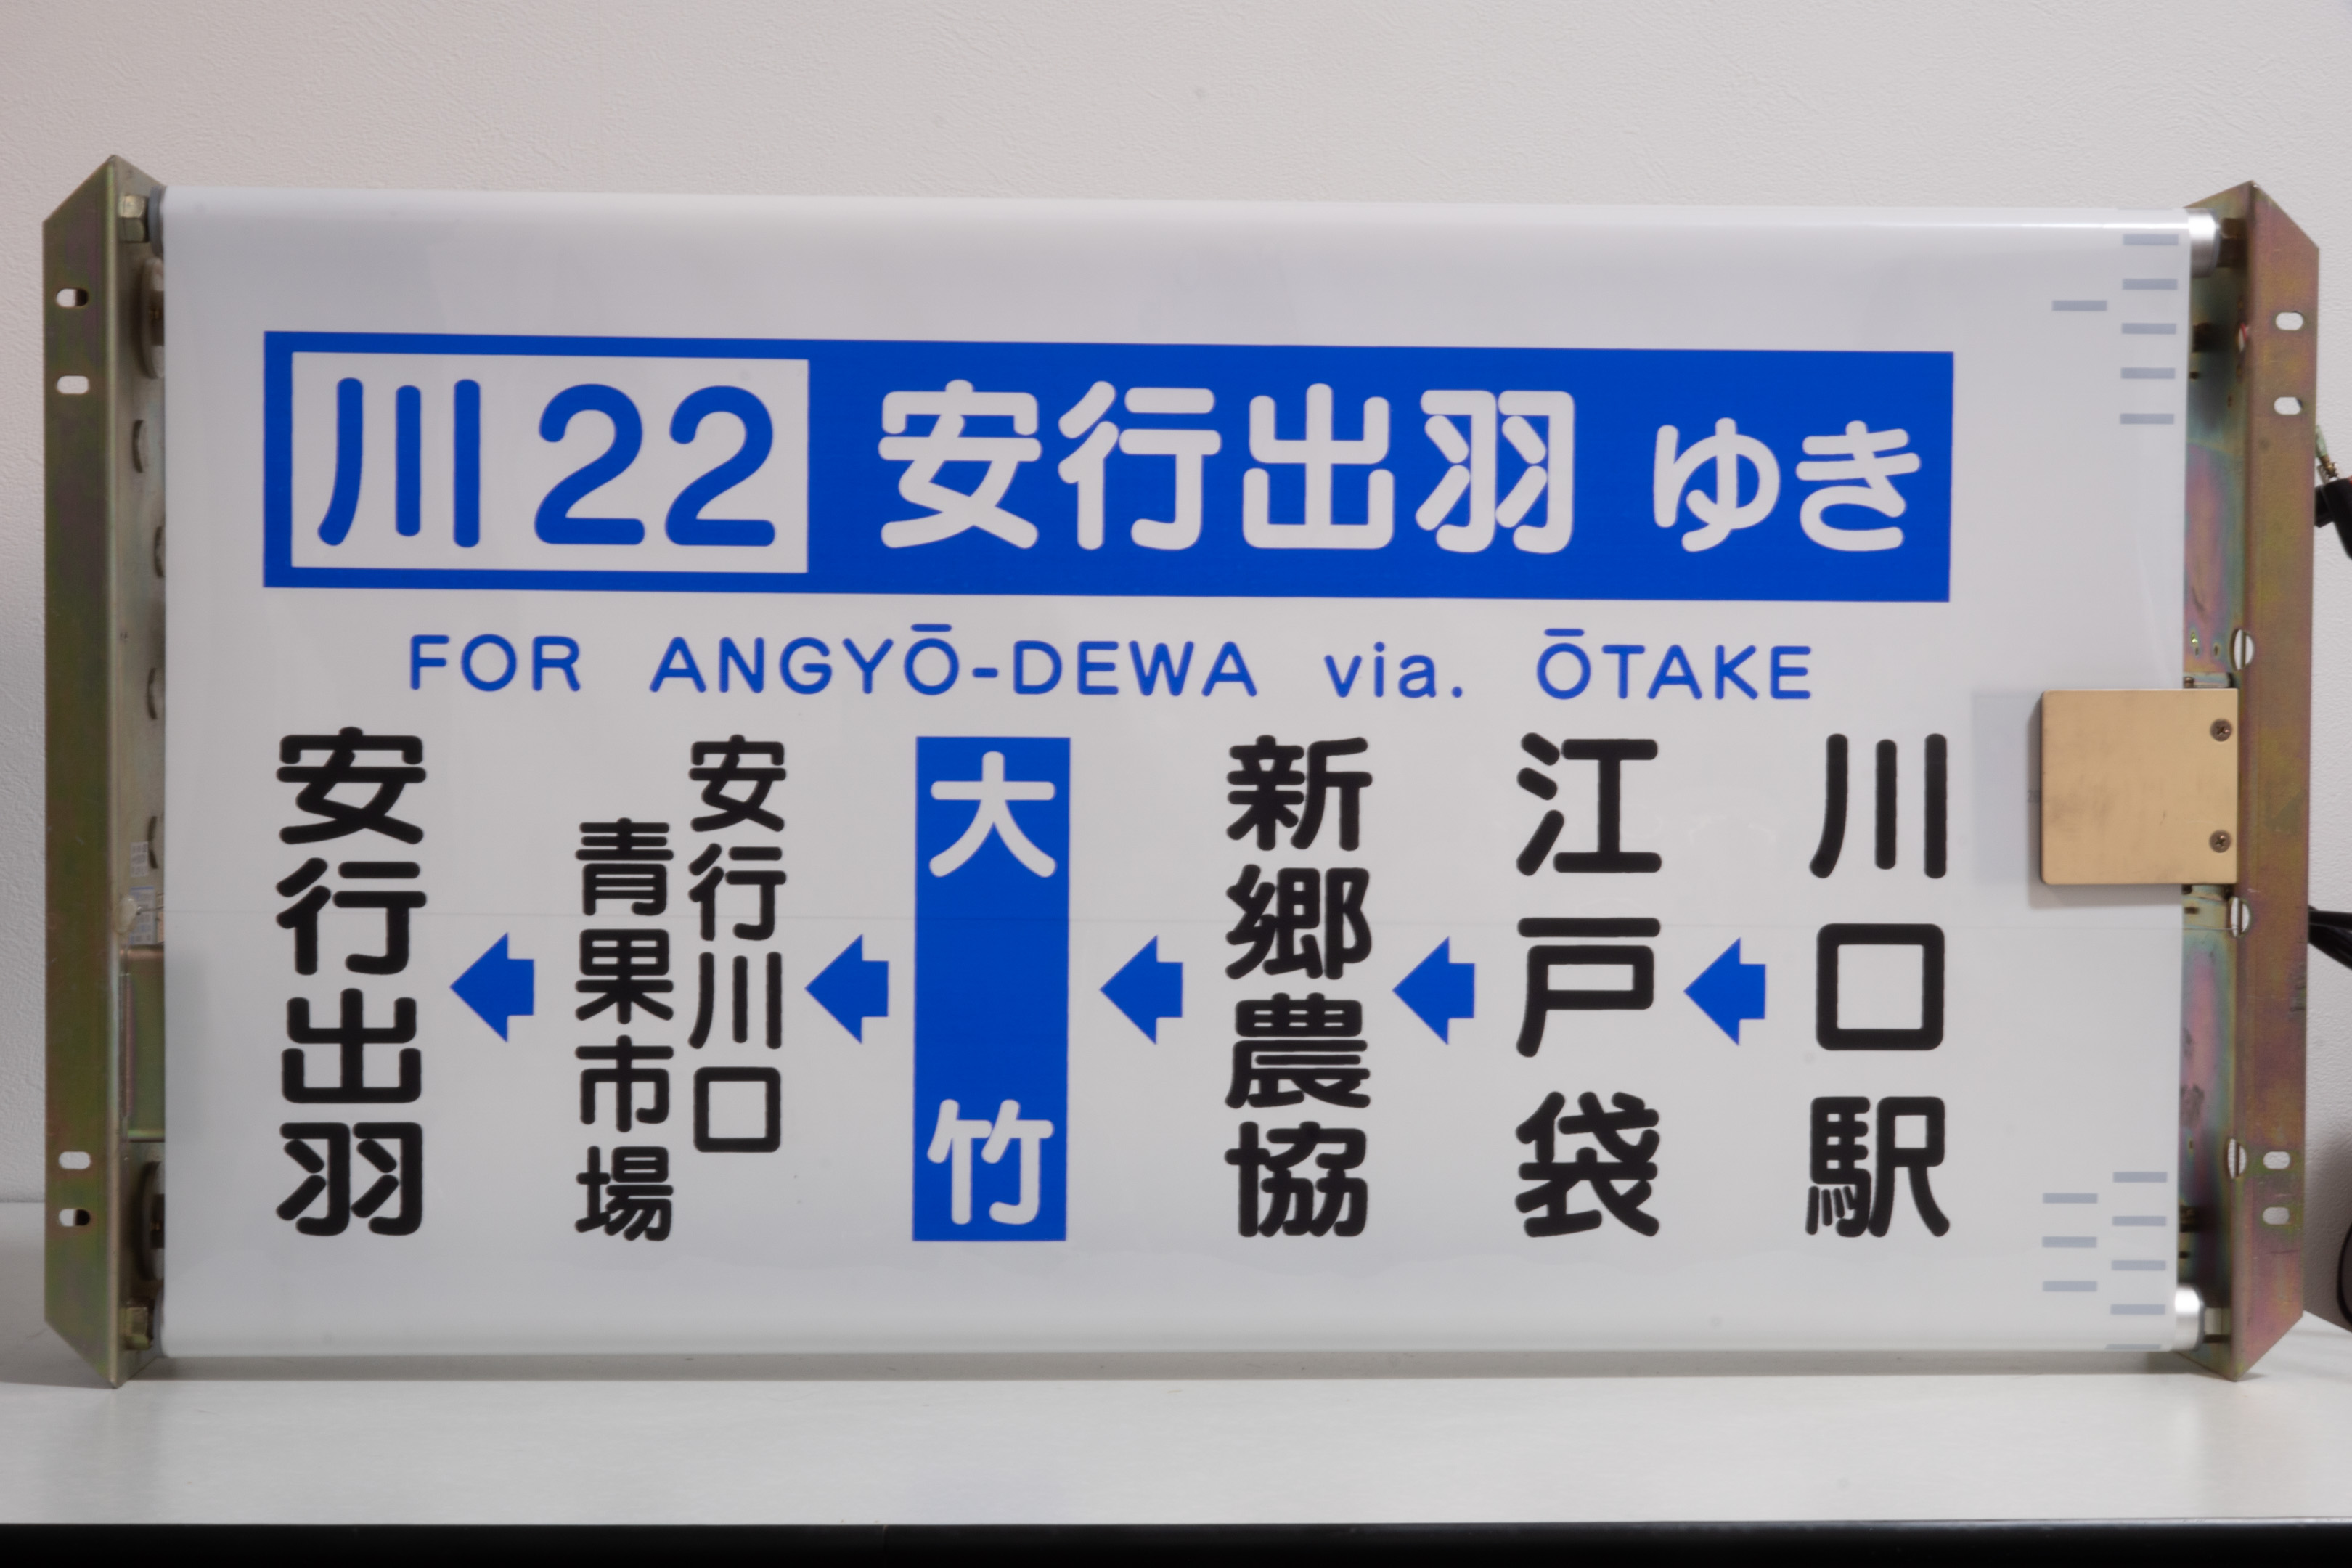 川22 安行出羽 ゆき
FOR ANGYŌ-DEWA via. ŌTAKE
川口駅
江戸袋
新郷農協
大竹
安行川口
青果市場
安行出羽